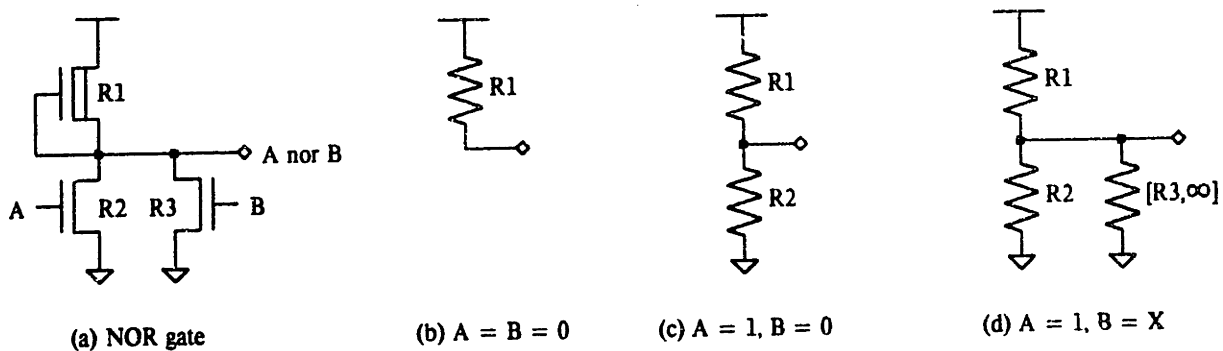 R1
A nor B
A
R2
R3
B
(a) NOR gate
R1
(b) A = B = 0
R1
R2
(c) A = 1, B = 0
R1
R2
[R3,∞]
(d) A = 1, B = X